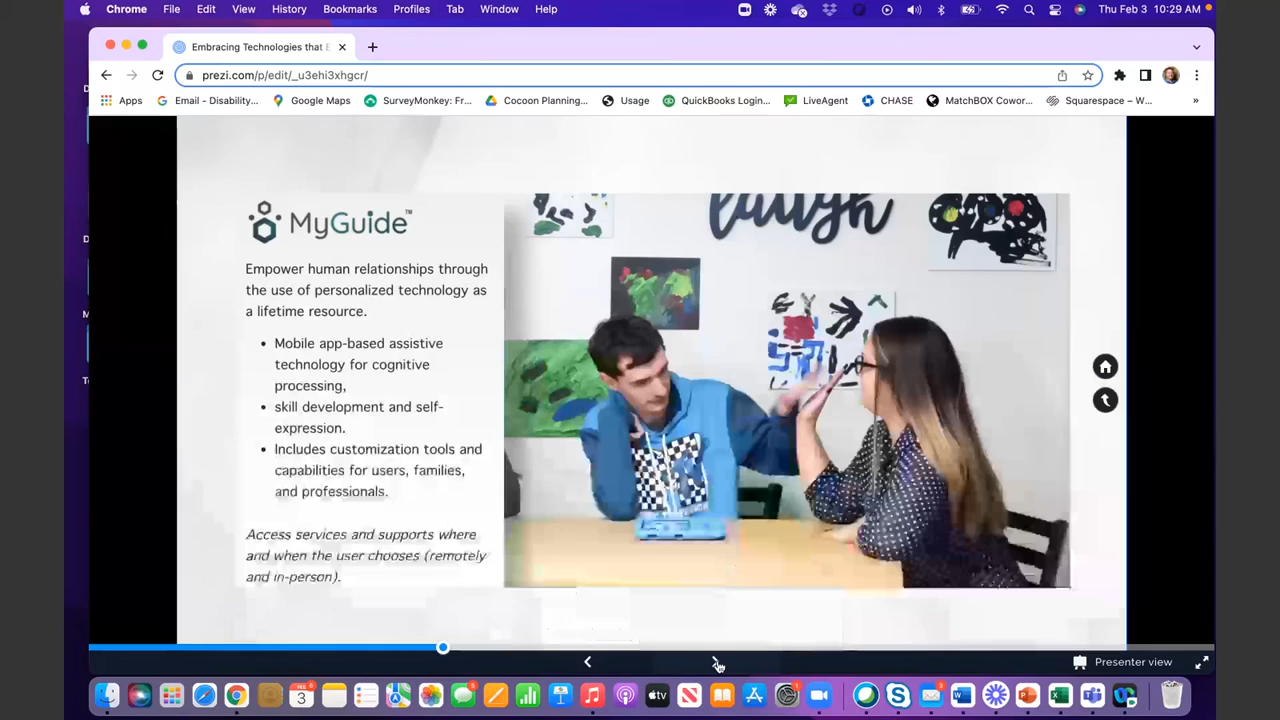 Chrome File Edit View History Bookmarks Profiles Tab Window Help Thu Feb 3 10:29 AM
Embracing Technologies that E
prezi.com/p/edit/_u3ehi3xhgcr/
Apps Email - Disability... Google Maps SurveyMonkey: Fr... Cocoon Planning... Usage QuickBooks Login... LiveAgent CHASE MatchBOX Cowor... Squarespace – W... »
laugh
MyGuide™
Empower human relationships through
the use of personalized technology as
a lifetime resource.
• Mobile app-based assistive
technology for cognitive
processing,
• skill development and self-
expression.
• Includes customization tools and
capabilities for users, families,
and professionals.
Access services and supports where
and when the user chooses (remotely
and in-person).
Presenter view
FEB
3
tv